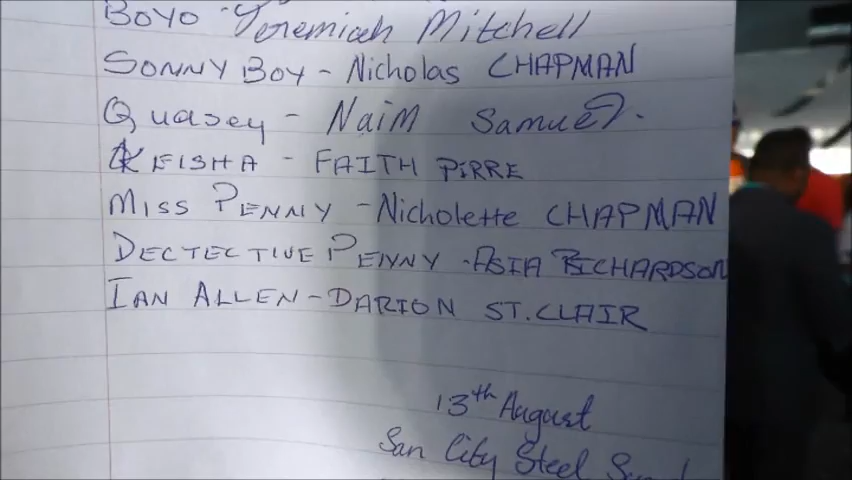 BOYO - Yeremiah Mitchell
SONNY BOY - Nicholas CHAPMAN
Quasey - NaiM Samuel.
KEISHA - FAITH PIRRE
MISS PENNY - Nicholette CHAPMAN
DECTECTIVE PENNY - ASIA RICHARDSON
IAN ALLEN - DARION ST. CLAIR
13th August
San City Steel